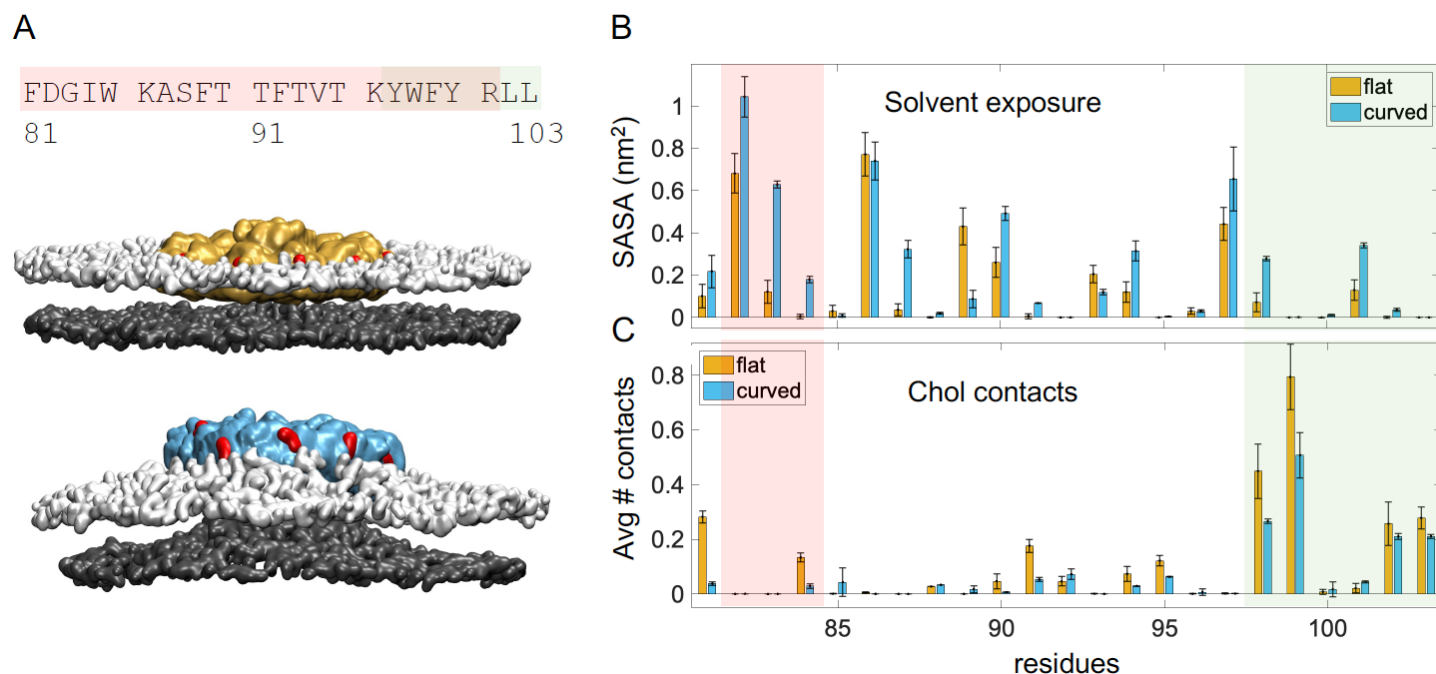 A
FDGIW KASFT TFTVT KYWFY RLL
81 91 103
B
Solvent exposure
flat
curved
SASA (nm²)
1
0.8
0.6
0.4
0.2
0
C
flat
curved
Chol contacts
Avg # contacts
0.8
0.6
0.4
0.2
0
85 90 95 100
residues